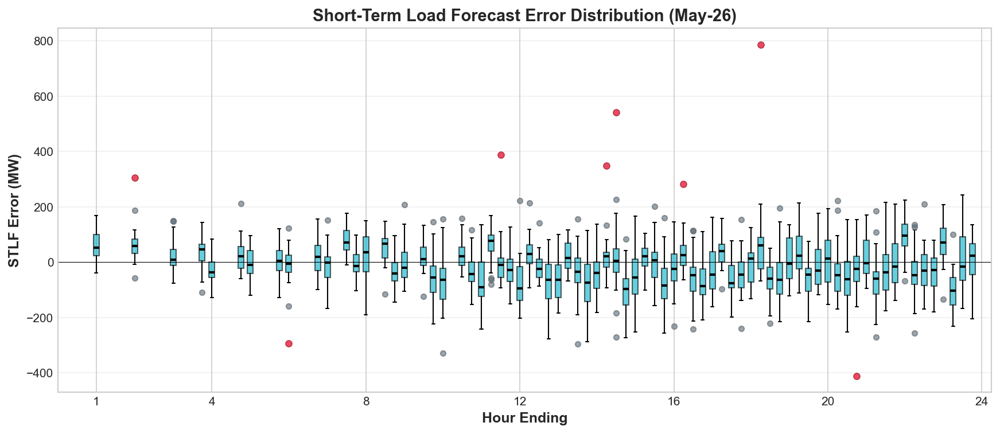 Short-Term Load Forecast Error Distribution (May-26)
STLF Error (MW)
800
600
400
200
0
−200
−400
1 4 8 12 16 20 24
Hour Ending